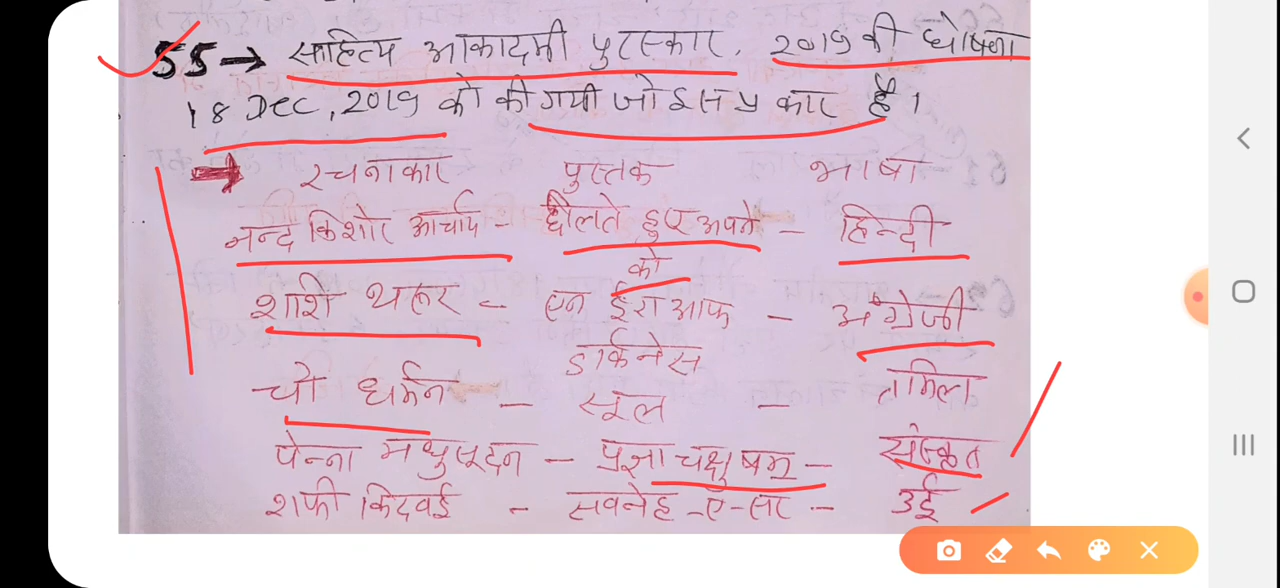 55→ साहित्य आकादमी पुरस्कार, 2019 की घोषणा
18 Dec, 2019 को की गयी जो इस प्रकार है।
→ रचनाकार पुस्तक भाषा
नन्द किशोर आर्चाय - छीलते हुए अपने - हिन्दी
को
शशि थरूर - एन ईरा आफ - अंग्रेजी
डार्कनेस
चो धर्मन - सूल - तमिल
पेन्ना मधुसूदन - प्रज्ञाचक्षुषम् - संस्कृत
शफी किदवई - सवनेह-ए-सर - उर्दू